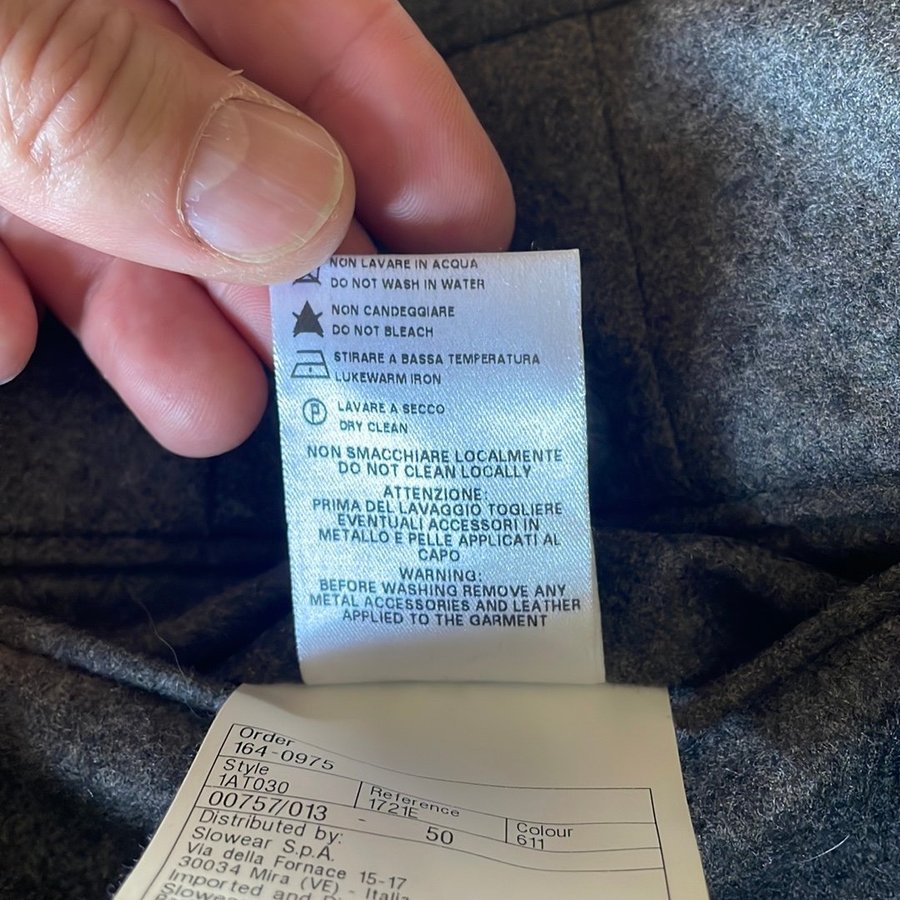 NON LAVARE IN ACQUA
DO NOT WASH IN WATER
NON CANDEGGIARE
DO NOT BLEACH
STIRARE A BASSA TEMPERATURA
LUKEWARM IRON
P LAVARE A SECCO
DRY CLEAN
NON SMACCHIARE LOCALMENTE
DO NOT CLEAN LOCALLY
ATTENZIONE:
PRIMA DEL LAVAGGIO TOGLIERE
EVENTUALI ACCESSORI IN
METALLO E PELLE APPLICATI AL
CAPO
WARNING:
BEFORE WASHING REMOVE ANY
METAL ACCESSORIES AND LEATHER
APPLIED TO THE GARMENT
Order
164-0975
Style
1AT030
Reference
1721E
00757/013 - 50
Colour
611
Distributed by:
Slowear S.p.A.
Via della Fornace 15-17
30034 Mira (VE) - Italia
Imported and
Slowear